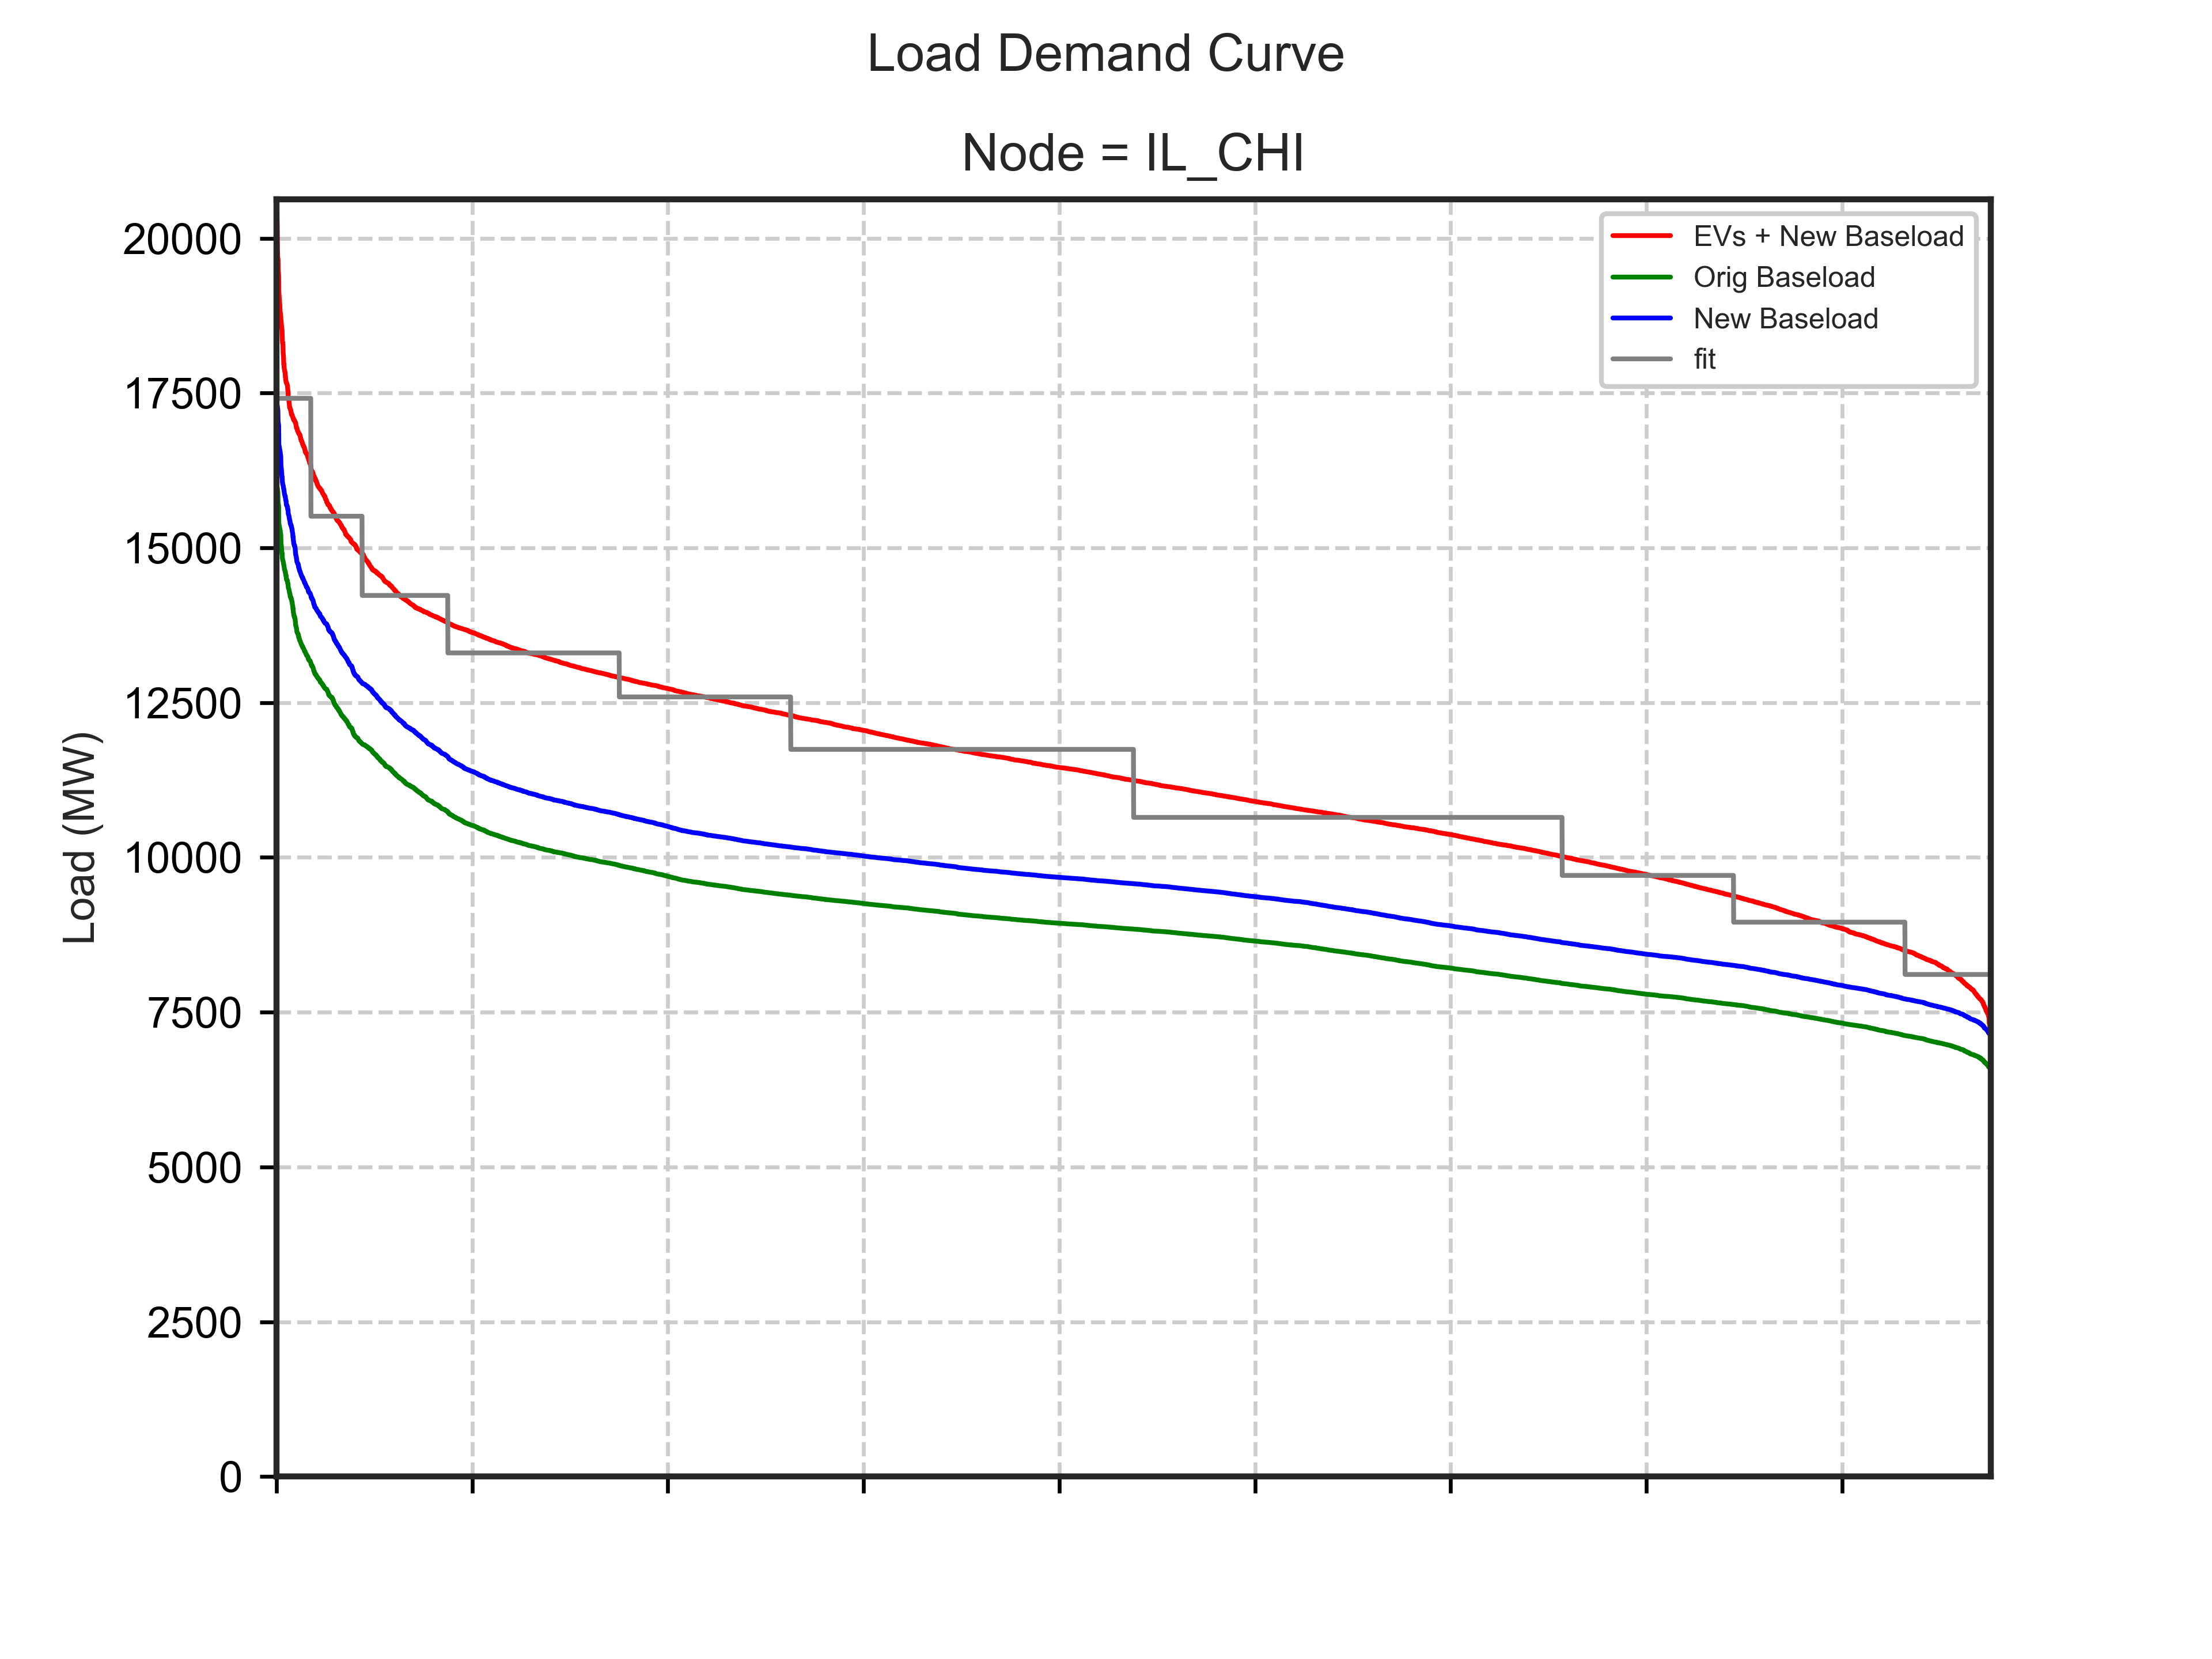 Load Demand Curve
Node = IL_CHI
20000
17500
15000
12500
10000
7500
5000
2500
0
Load (MW)
EVs + New Baseload
Orig Baseload
New Baseload
fit